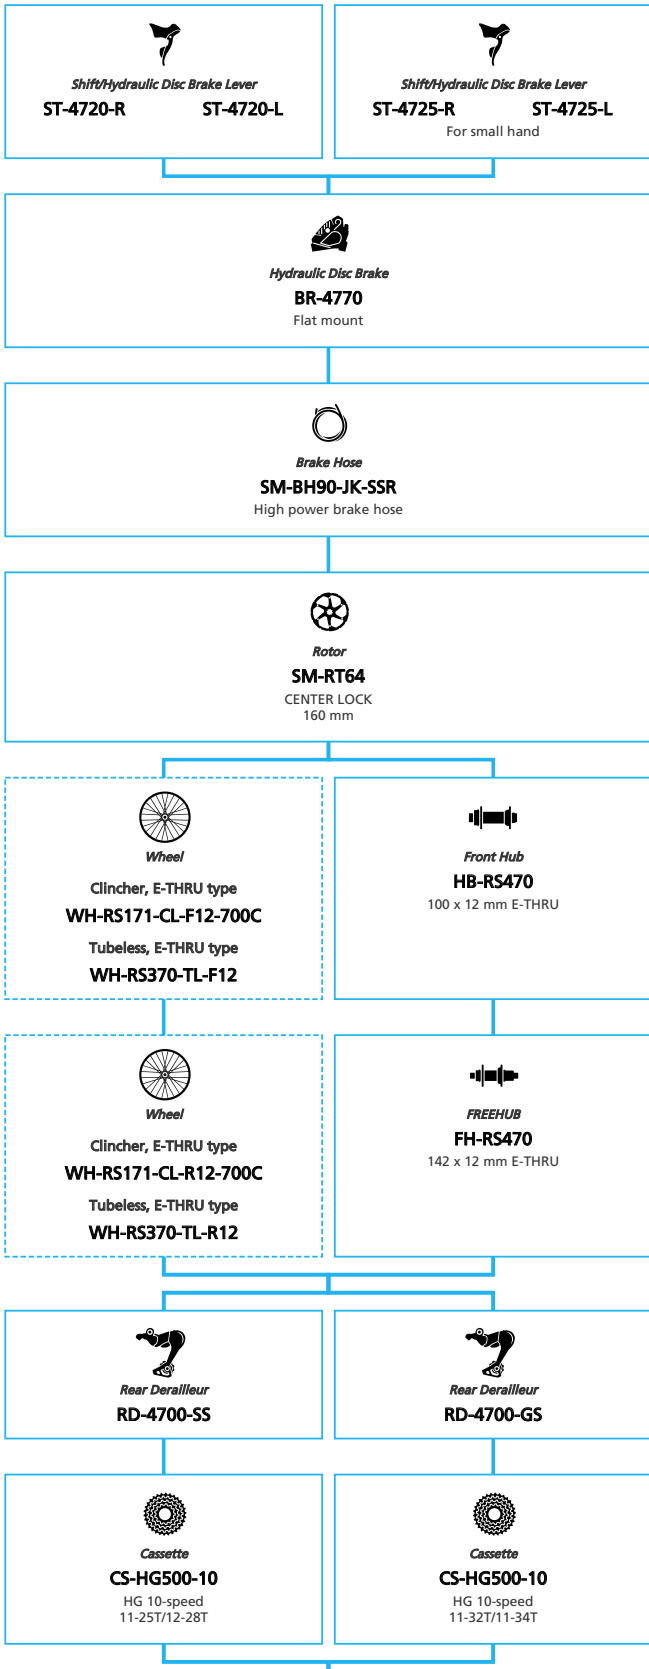 Shift/Hydraulic Disc Brake Lever
ST-4720-R ST-4720-L
Shift/Hydraulic Disc Brake Lever
ST-4725-R ST-4725-L
For small hand
Hydraulic Disc Brake
BR-4770
Flat mount
Brake Hose
SM-BH90-JK-SSR
High power brake hose
Rotor
SM-RT64
CENTER LOCK
160 mm
Wheel
Clincher, E-THRU type
WH-RS171-CL-F12-700C
Tubeless, E-THRU type
WH-RS370-TL-F12
Front Hub
HB-RS470
100 x 12 mm E-THRU
Wheel
Clincher, E-THRU type
WH-RS171-CL-R12-700C
Tubeless, E-THRU type
WH-RS370-TL-R12
FREEHUB
FH-RS470
142 x 12 mm E-THRU
Rear Derailleur
RD-4700-SS
Rear Derailleur
RD-4700-GS
Cassette
CS-HG500-10
HG 10-speed
11-25T/12-28T
Cassette
CS-HG500-10
HG 10-speed
11-32T/11-34T